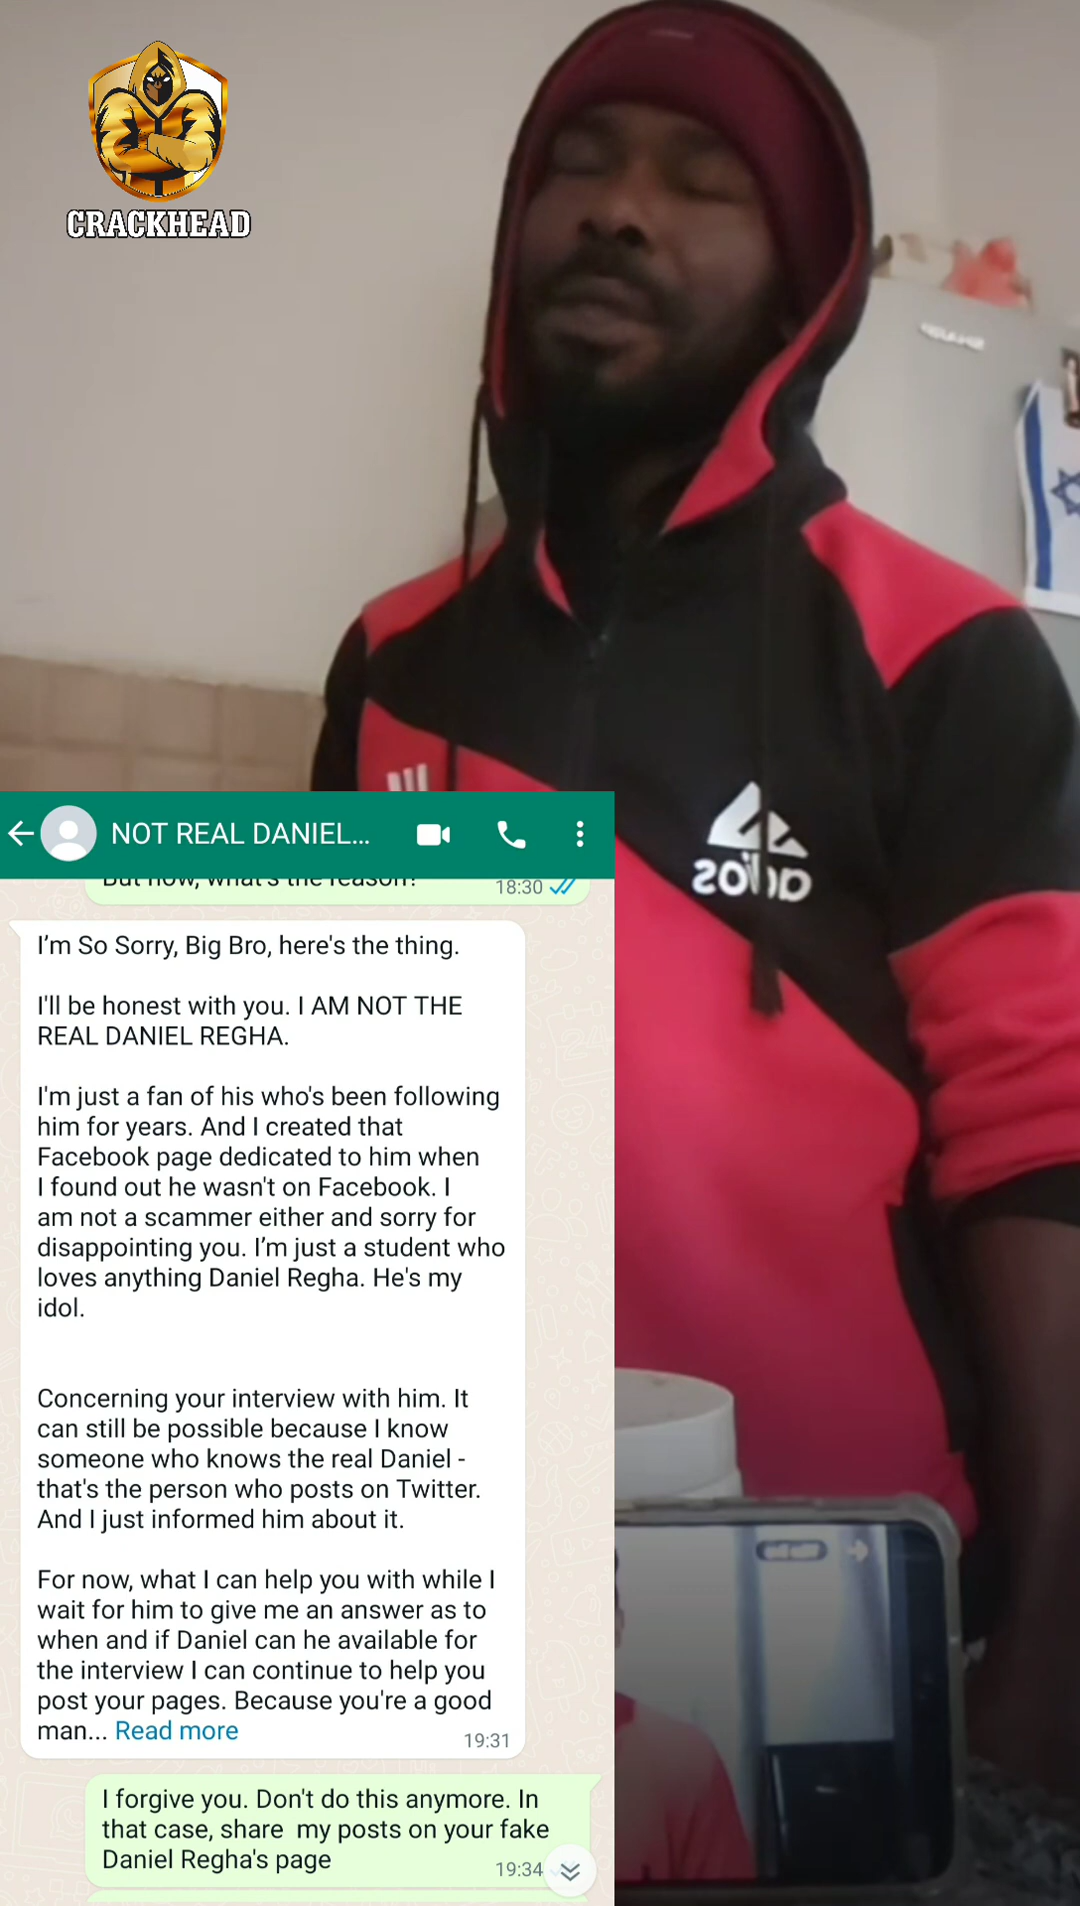 CRACKHEAD
NOT REAL DANIEL...
But now, what's the reason?
18:30
I'm So Sorry, Big Bro, here's the thing.
I'll be honest with you. I AM NOT THE
REAL DANIEL REGHA.
I'm just a fan of his who's been following
him for years. And I created that
Facebook page dedicated to him when
I found out he wasn't on Facebook. I
am not a scammer either and sorry for
disappointing you. I'm just a student who
loves anything Daniel Regha. He's my
idol.
Concerning your interview with him. It
can still be possible because I know
someone who knows the real Daniel -
that's the person who posts on Twitter.
And I just informed him about it.
For now, what I can help you with while I
wait for him to give me an answer as to
when and if Daniel can he available for
the interview I can continue to help you
post your pages. Because you're a good
man... Read more
19:31
I forgive you. Don't do this anymore. In
that case, share  my posts on your fake
Daniel Regha's page
19:34